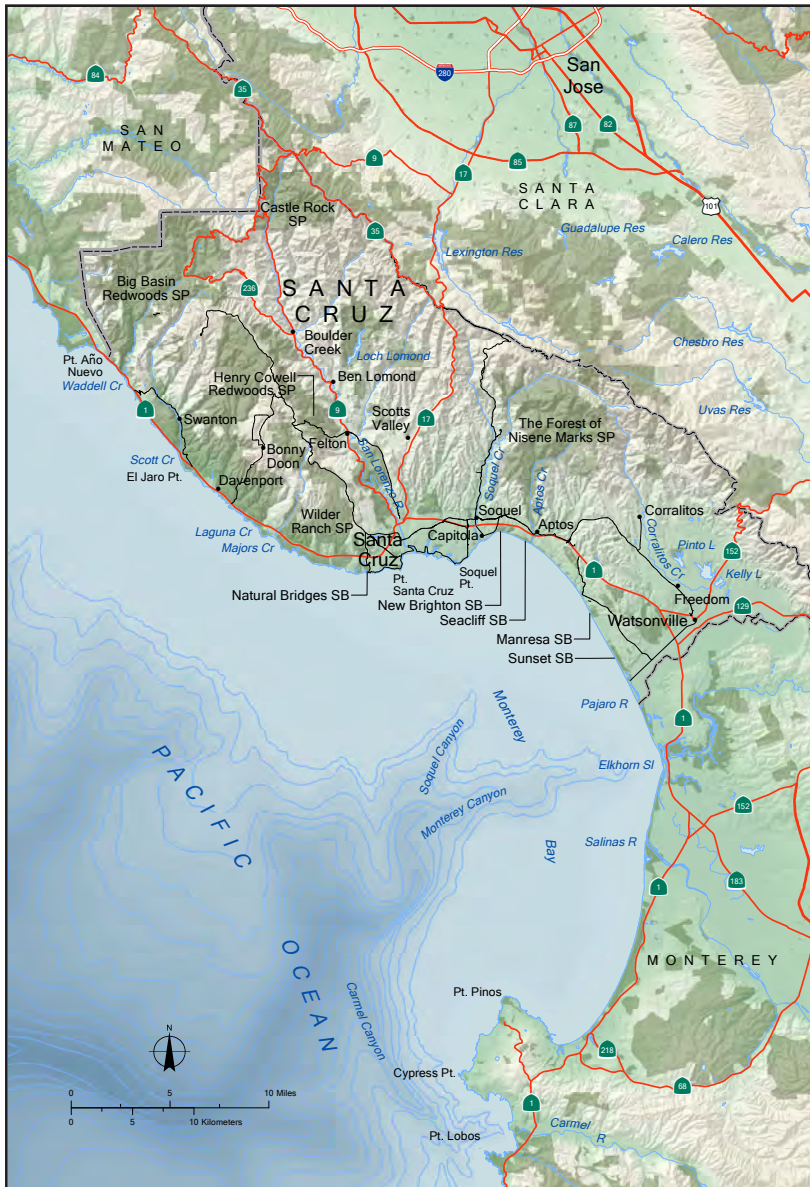 84
35
280
San
Jose
SAN
MATEO
87
82
9
85
17
SANTA
CLARA
101
Castle Rock
SP
35
Guadalupe Res
Calero Res
Lexington Res
Big Basin
Redwoods SP
236
SANTA
CRUZ
Boulder
Creek
Loch Lomond
Chesbro Res
Pt. Año
Nuevo
Waddell Cr
Henry Cowell
Redwoods SP
Ben Lomond
1
Swanton
9
Scotts
Valley
17
Uvas Res
The Forest of
Nisene Marks SP
Felton
San Lorenzo R
Bonny
Doon
Scott Cr
El Jaro Pt.
Davenport
Soquel Cr
Aptos Cr
Laguna Cr
Majors Cr
Wilder
Ranch SP
Santa
Cruz
Soquel
Capitola
Aptos
Corralitos
Corralitos Cr
Pinto L
152
Kelly L
1
Freedom
129
Watsonville
Natural Bridges SB
Pt.
Santa Cruz
Soquel
Pt.
New Brighton SB
Seacliff SB
Manresa SB
Sunset SB
Pajaro R
1
Monterey
Bay
Soquel Canyon
Monterey Canyon
Elkhorn Sl
152
Salinas R
183
1
PACIFIC
OCEAN
MONTEREY
Carmel Canyon
Pt. Pinos
N
218
Cypress Pt.
68
1
Carmel
R
Pt. Lobos
0 5 10 Miles
0 5 10 Kilometers